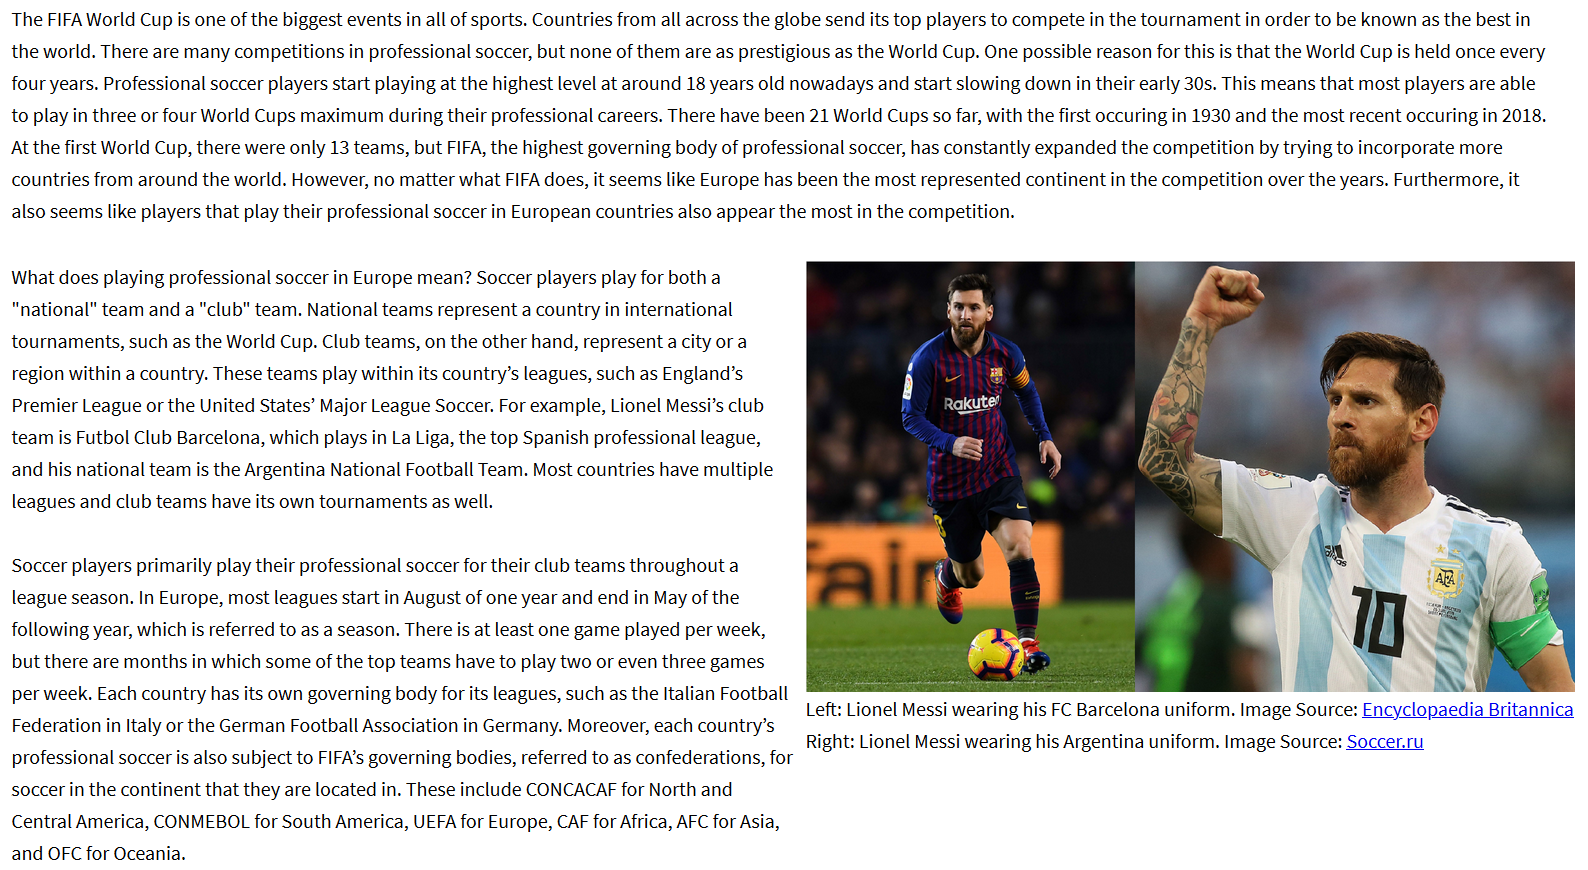 The FIFA World Cup is one of the biggest events in all of sports. Countries from all across the globe send its top players to compete in the tournament in order to be known as the best in
the world. There are many competitions in professional soccer, but none of them are as prestigious as the World Cup. One possible reason for this is that the World Cup is held once every
four years. Professional soccer players start playing at the highest level at around 18 years old nowadays and start slowing down in their early 30s. This means that most players are able
to play in three or four World Cups maximum during their professional careers. There have been 21 World Cups so far, with the first occuring in 1930 and the most recent occuring in 2018.
At the first World Cup, there were only 13 teams, but FIFA, the highest governing body of professional soccer, has constantly expanded the competition by trying to incorporate more
countries from around the world. However, no matter what FIFA does, it seems like Europe has been the most represented continent in the competition over the years. Furthermore, it
also seems like players that play their professional soccer in European countries also appear the most in the competition.
What does playing professional soccer in Europe mean? Soccer players play for both a
"national" team and a "club" team. National teams represent a country in international
tournaments, such as the World Cup. Club teams, on the other hand, represent a city or a
region within a country. These teams play within its country’s leagues, such as England’s
Premier League or the United States’ Major League Soccer. For example, Lionel Messi’s club
team is Futbol Club Barcelona, which plays in La Liga, the top Spanish professional league,
and his national team is the Argentina National Football Team. Most countries have multiple
leagues and club teams have its own tournaments as well.
Soccer players primarily play their professional soccer for their club teams throughout a
league season. In Europe, most leagues start in August of one year and end in May of the
following year, which is referred to as a season. There is at least one game played per week,
but there are months in which some of the top teams have to play two or even three games
per week. Each country has its own governing body for its leagues, such as the Italian Football
Federation in Italy or the German Football Association in Germany. Moreover, each country’s
professional soccer is also subject to FIFA’s governing bodies, referred to as confederations, for
soccer in the continent that they are located in. These include CONCACAF for North and
Central America, CONMEBOL for South America, UEFA for Europe, CAF for Africa, AFC for Asia,
and OFC for Oceania.
Rakuten
air
adidas
AFA
10
Left: Lionel Messi wearing his FC Barcelona uniform. Image Source: Encyclopaedia Britannica
Right: Lionel Messi wearing his Argentina uniform. Image Source: Soccer.ru